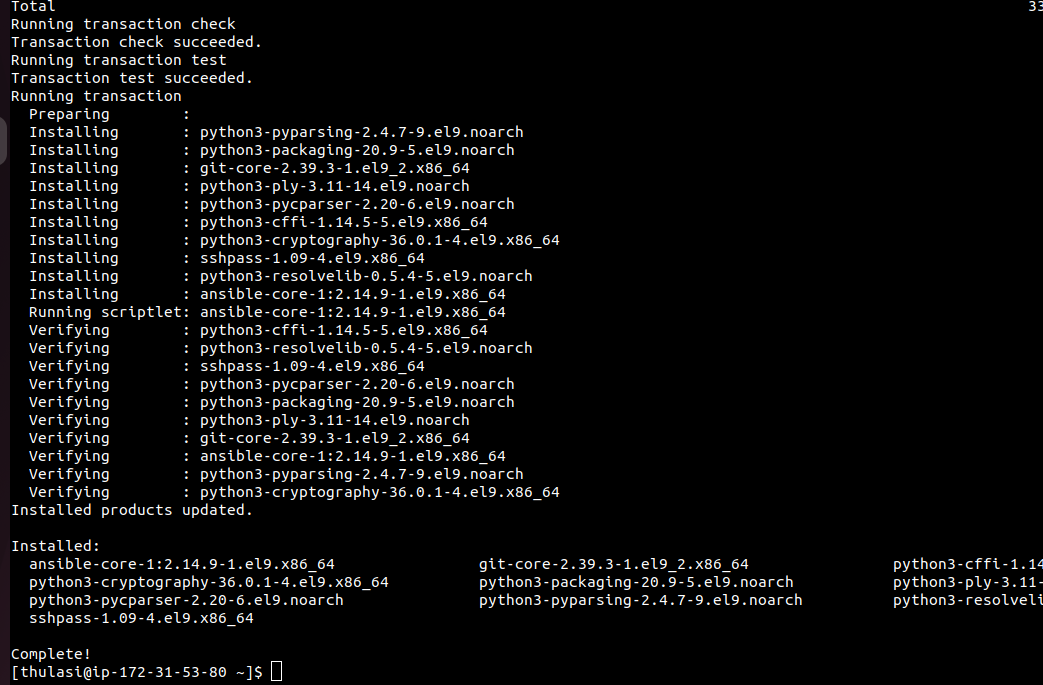 Total 33
Running transaction check
Transaction check succeeded.
Running transaction test
Transaction test succeeded.
Running transaction
  Preparing        :
  Installing       : python3-pyparsing-2.4.7-9.el9.noarch
  Installing       : python3-packaging-20.9-5.el9.noarch
  Installing       : git-core-2.39.3-1.el9_2.x86_64
  Installing       : python3-ply-3.11-14.el9.noarch
  Installing       : python3-pycparser-2.20-6.el9.noarch
  Installing       : python3-cffi-1.14.5-5.el9.x86_64
  Installing       : python3-cryptography-36.0.1-4.el9.x86_64
  Installing       : sshpass-1.09-4.el9.x86_64
  Installing       : python3-resolvelib-0.5.4-5.el9.noarch
  Installing       : ansible-core-1:2.14.9-1.el9.x86_64
  Running scriptlet: ansible-core-1:2.14.9-1.el9.x86_64
  Verifying        : python3-cffi-1.14.5-5.el9.x86_64
  Verifying        : python3-resolvelib-0.5.4-5.el9.noarch
  Verifying        : sshpass-1.09-4.el9.x86_64
  Verifying        : python3-pycparser-2.20-6.el9.noarch
  Verifying        : python3-packaging-20.9-5.el9.noarch
  Verifying        : python3-ply-3.11-14.el9.noarch
  Verifying        : git-core-2.39.3-1.el9_2.x86_64
  Verifying        : ansible-core-1:2.14.9-1.el9.x86_64
  Verifying        : python3-pyparsing-2.4.7-9.el9.noarch
  Verifying        : python3-cryptography-36.0.1-4.el9.x86_64
Installed products updated.

Installed:
  ansible-core-1:2.14.9-1.el9.x86_64                git-core-2.39.3-1.el9_2.x86_64                python3-cffi-1.14
  python3-cryptography-36.0.1-4.el9.x86_64          python3-packaging-20.9-5.el9.noarch           python3-ply-3.11-
  python3-pycparser-2.20-6.el9.noarch               python3-pyparsing-2.4.7-9.el9.noarch          python3-resolveli
  sshpass-1.09-4.el9.x86_64

Complete!
[thulasi@ip-172-31-53-80 ~]$